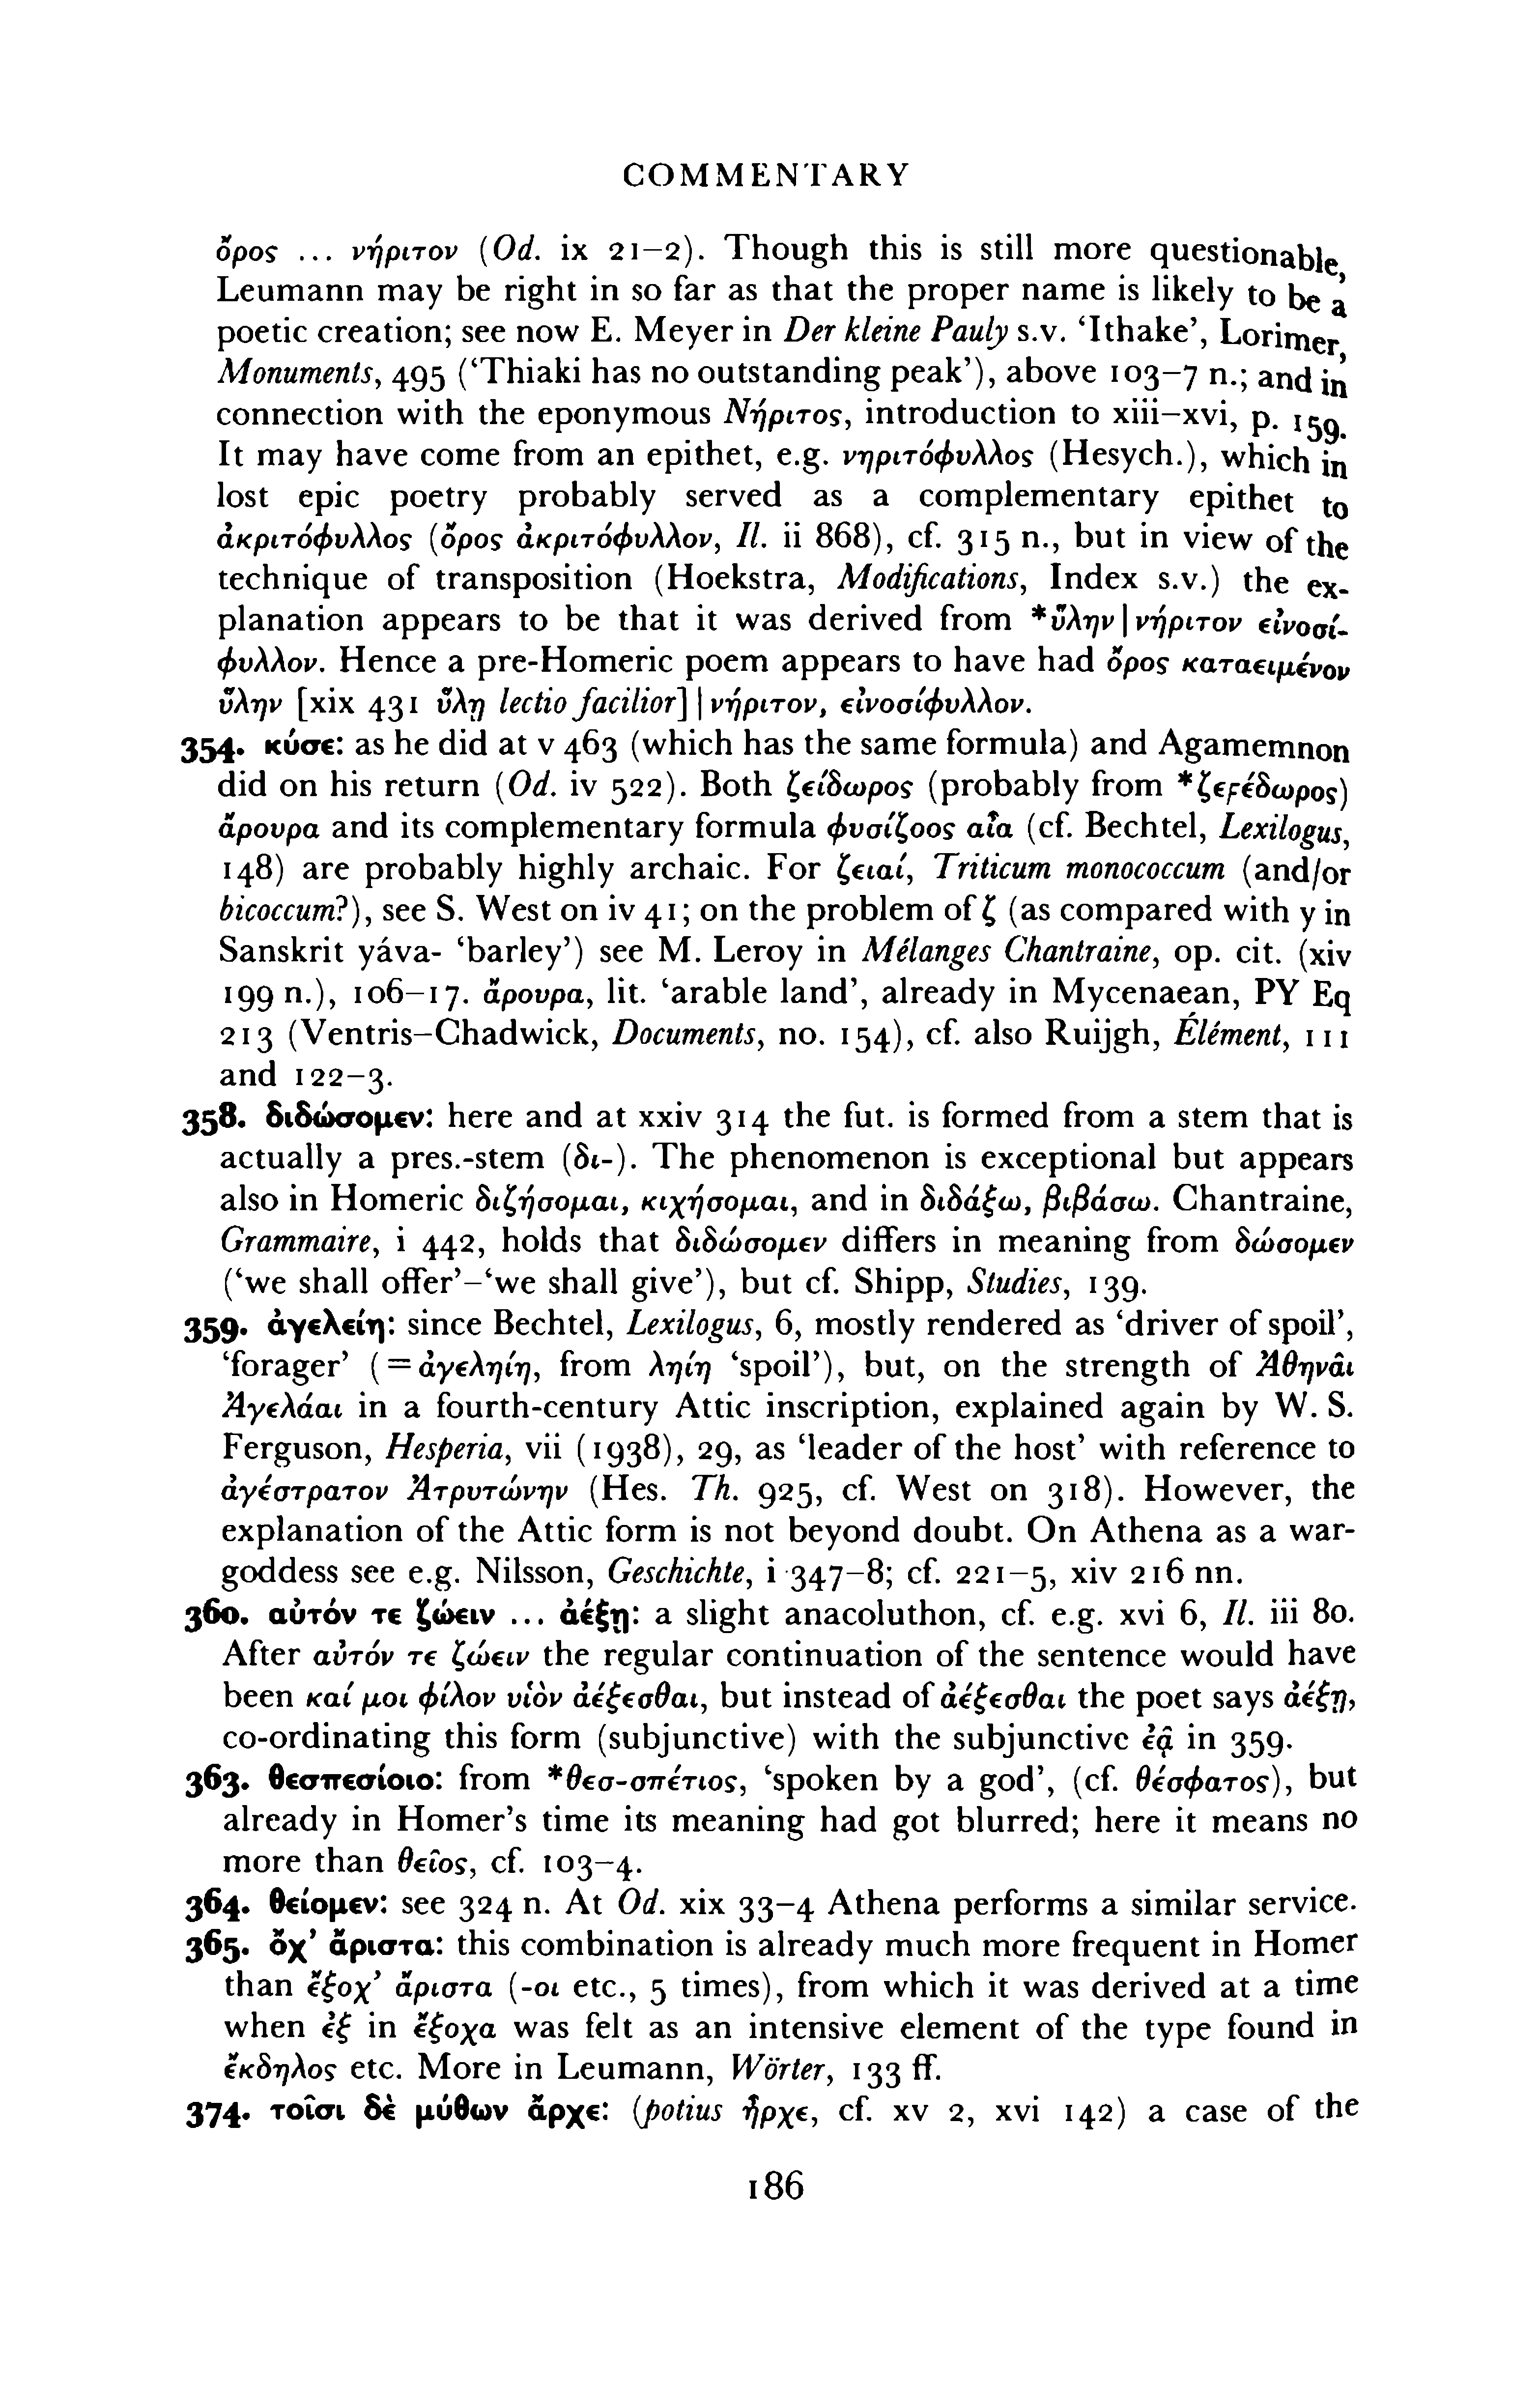 COMMENTARY
ὄρος ... νήριτον (Od. ix 21–2). Though this is still more questionable,
Leumann may be right in so far as that the proper name is likely to be a
poetic creation; see now E. Meyer in Der kleine Pauly s.v. ‘Ithake’, Lorimer,
Monuments, 495 (‘Thiaki has no outstanding peak’), above 103–7 n.; and in
connection with the eponymous Νήριτος, introduction to xiii–xvi, p. 159.
It may have come from an epithet, e.g. νηριτόφυλλος (Hesych.), which in
lost epic poetry probably served as a complementary epithet to
ἀκριτόφυλλος (ὄρος ἀκριτόφυλλον, Il. ii 868), cf. 315 n., but in view of the
technique of transposition (Hoekstra, Modifications, Index s.v.) the ex-
planation appears to be that it was derived from *ὕλην | νήριτον εἰνοσί-
φυλλον. Hence a pre-Homeric poem appears to have had ὄρος καταειμένον
ὕλην [xix 431 ὕλῃ lectio facilior] | νήριτον, εἰνοσίφυλλον.
354. κύσε: as he did at v 463 (which has the same formula) and Agamemnon
did on his return (Od. iv 522). Both ζείδωρος (probably from *ζεϝέδωρος)
ἄρουρα and its complementary formula φυσίζοος αἶα (cf. Bechtel, Lexilogus,
148) are probably highly archaic. For ζειαί, Triticum monococcum (and/or
bicoccum?), see S. West on iv 41; on the problem of ζ (as compared with y in
Sanskrit yáva- ‘barley’) see M. Leroy in Mélanges Chantraine, op. cit. (xiv
199 n.), 106–17. ἄρουρα, lit. ‘arable land’, already in Mycenaean, PY Eq
213 (Ventris–Chadwick, Documents, no. 154), cf. also Ruijgh, Élément, 111
and 122–3.
358. διδώσομεν: here and at xxiv 314 the fut. is formed from a stem that is
actually a pres.-stem (δι-). The phenomenon is exceptional but appears
also in Homeric διζήσομαι, κιχήσομαι, and in διδάξω, βιβάσω. Chantraine,
Grammaire, i 442, holds that διδώσομεν differs in meaning from δώσομεν
(‘we shall offer’–‘we shall give’), but cf. Shipp, Studies, 139.
359. ἀγελείη: since Bechtel, Lexilogus, 6, mostly rendered as ‘driver of spoil’,
‘forager’ (= ἀγεληίη, from ληίη ‘spoil’), but, on the strength of Ἀθηνᾶι
Ἀγελάαι in a fourth-century Attic inscription, explained again by W. S.
Ferguson, Hesperia, vii (1938), 29, as ‘leader of the host’ with reference to
ἀγέστρατον Ἀτρυτώνην (Hes. Th. 925, cf. West on 318). However, the
explanation of the Attic form is not beyond doubt. On Athena as a war-
goddess see e.g. Nilsson, Geschichte, i 347–8; cf. 221–5, xiv 216 nn.
360. αὐτόν τε ζώειν ... ἀέξῃ: a slight anacoluthon, cf. e.g. xvi 6, Il. iii 80.
After αὐτόν τε ζώειν the regular continuation of the sentence would have
been καί μοι φίλον υἱὸν ἀέξεσθαι, but instead of ἀέξεσθαι the poet says ἀέξῃ,
co-ordinating this form (subjunctive) with the subjunctive ἐᾷ in 359.
363. θεσπεσίοιο: from *θεσ-σπέτιος, ‘spoken by a god’, (cf. θέσφατος), but
already in Homer’s time its meaning had got blurred; here it means no
more than θεῖος, cf. 103–4.
364. θείομεν: see 324 n. At Od. xix 33–4 Athena performs a similar service.
365. ὄχ’ ἄριστα: this combination is already much more frequent in Homer
than ἔξοχ’ ἄριστα (-οι etc., 5 times), from which it was derived at a time
when ἐξ in ἔξοχα was felt as an intensive element of the type found in
ἔκδηλος etc. More in Leumann, Wörter, 133 ff.
374. τοῖσι δὲ μύθων ἄρχε: (potius ἦρχε, cf. xv 2, xvi 142) a case of the
186